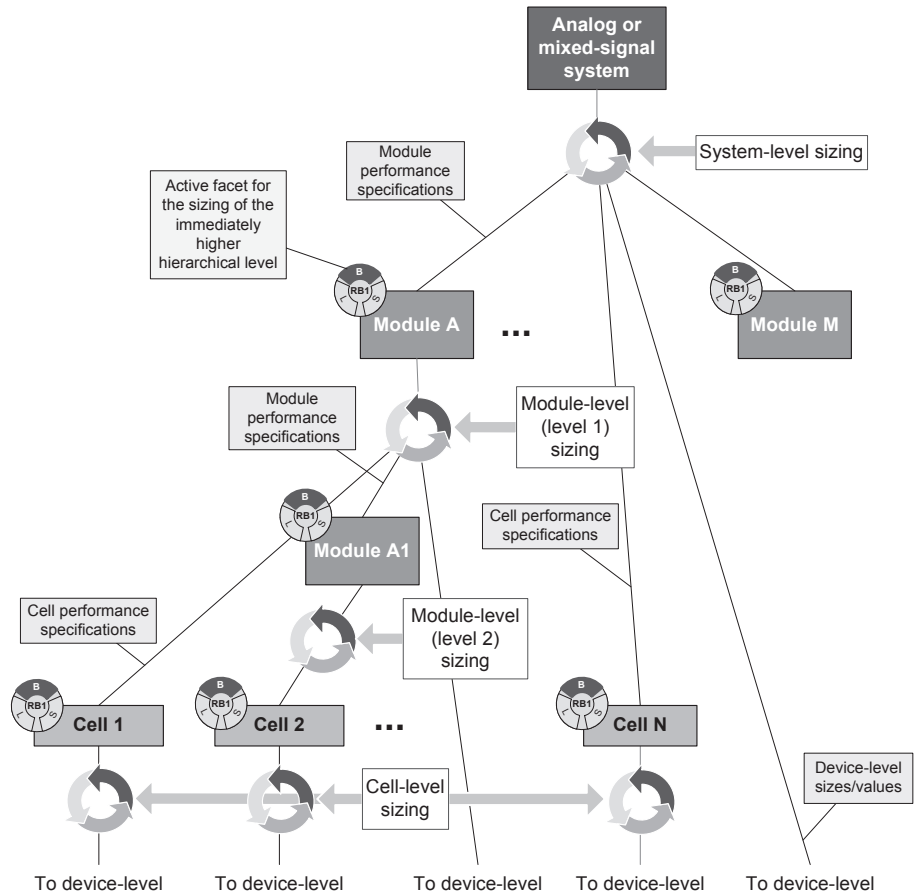 Analog or
mixed-signal
system
System-level sizing
Module
performance
specifications
Active facet for
the sizing of the
immediately
higher
hierarchical level
B
RB1
L
S
Module A
...
B
RB1
L
S
Module M
Module
performance
specifications
Module-level
(level 1)
sizing
B
RB1
L
S
Module A1
Cell performance
specifications
Cell performance
specifications
Module-level
(level 2)
sizing
B
RB1
L
S
Cell 1
B
RB1
L
S
Cell 2
...
B
RB1
L
S
Cell N
Cell-level
sizing
Device-level
sizes/values
To device-level
To device-level
To device-level
To device-level
To device-level